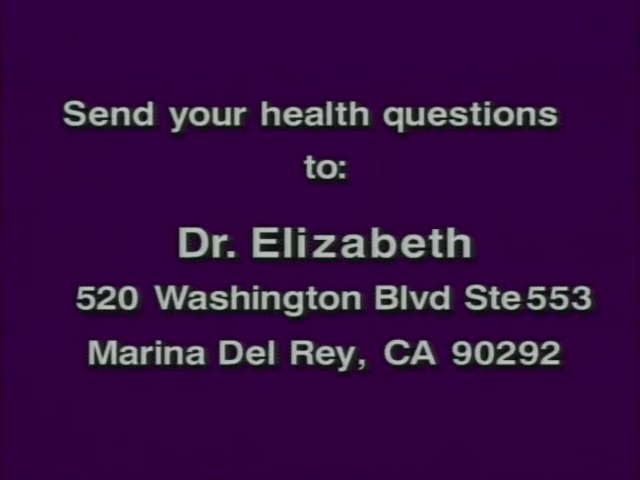 Send your health questions
to:
Dr. Elizabeth
520 Washington Blvd Ste 553
Marina Del Rey, CA 90292